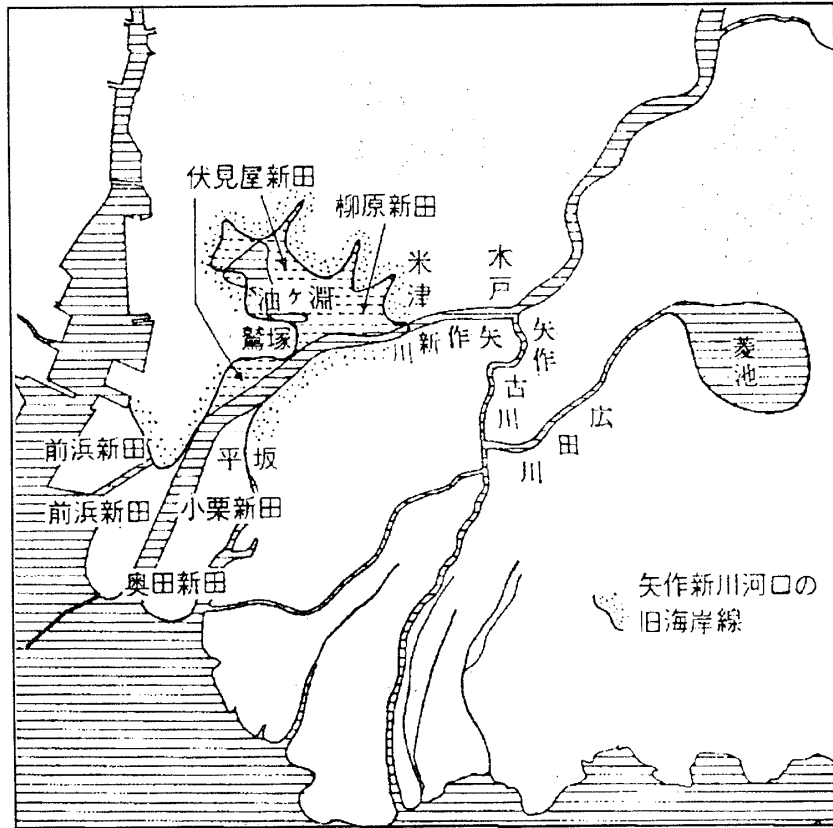 伏見屋新田
柳原新田
米津
木戸
油ヶ淵
鷲塚
矢作新川
矢作古川
広田川
菱池
前浜新田
平坂
前浜新田
小栗新田
奥田新田
矢作新川河口の
旧海岸線